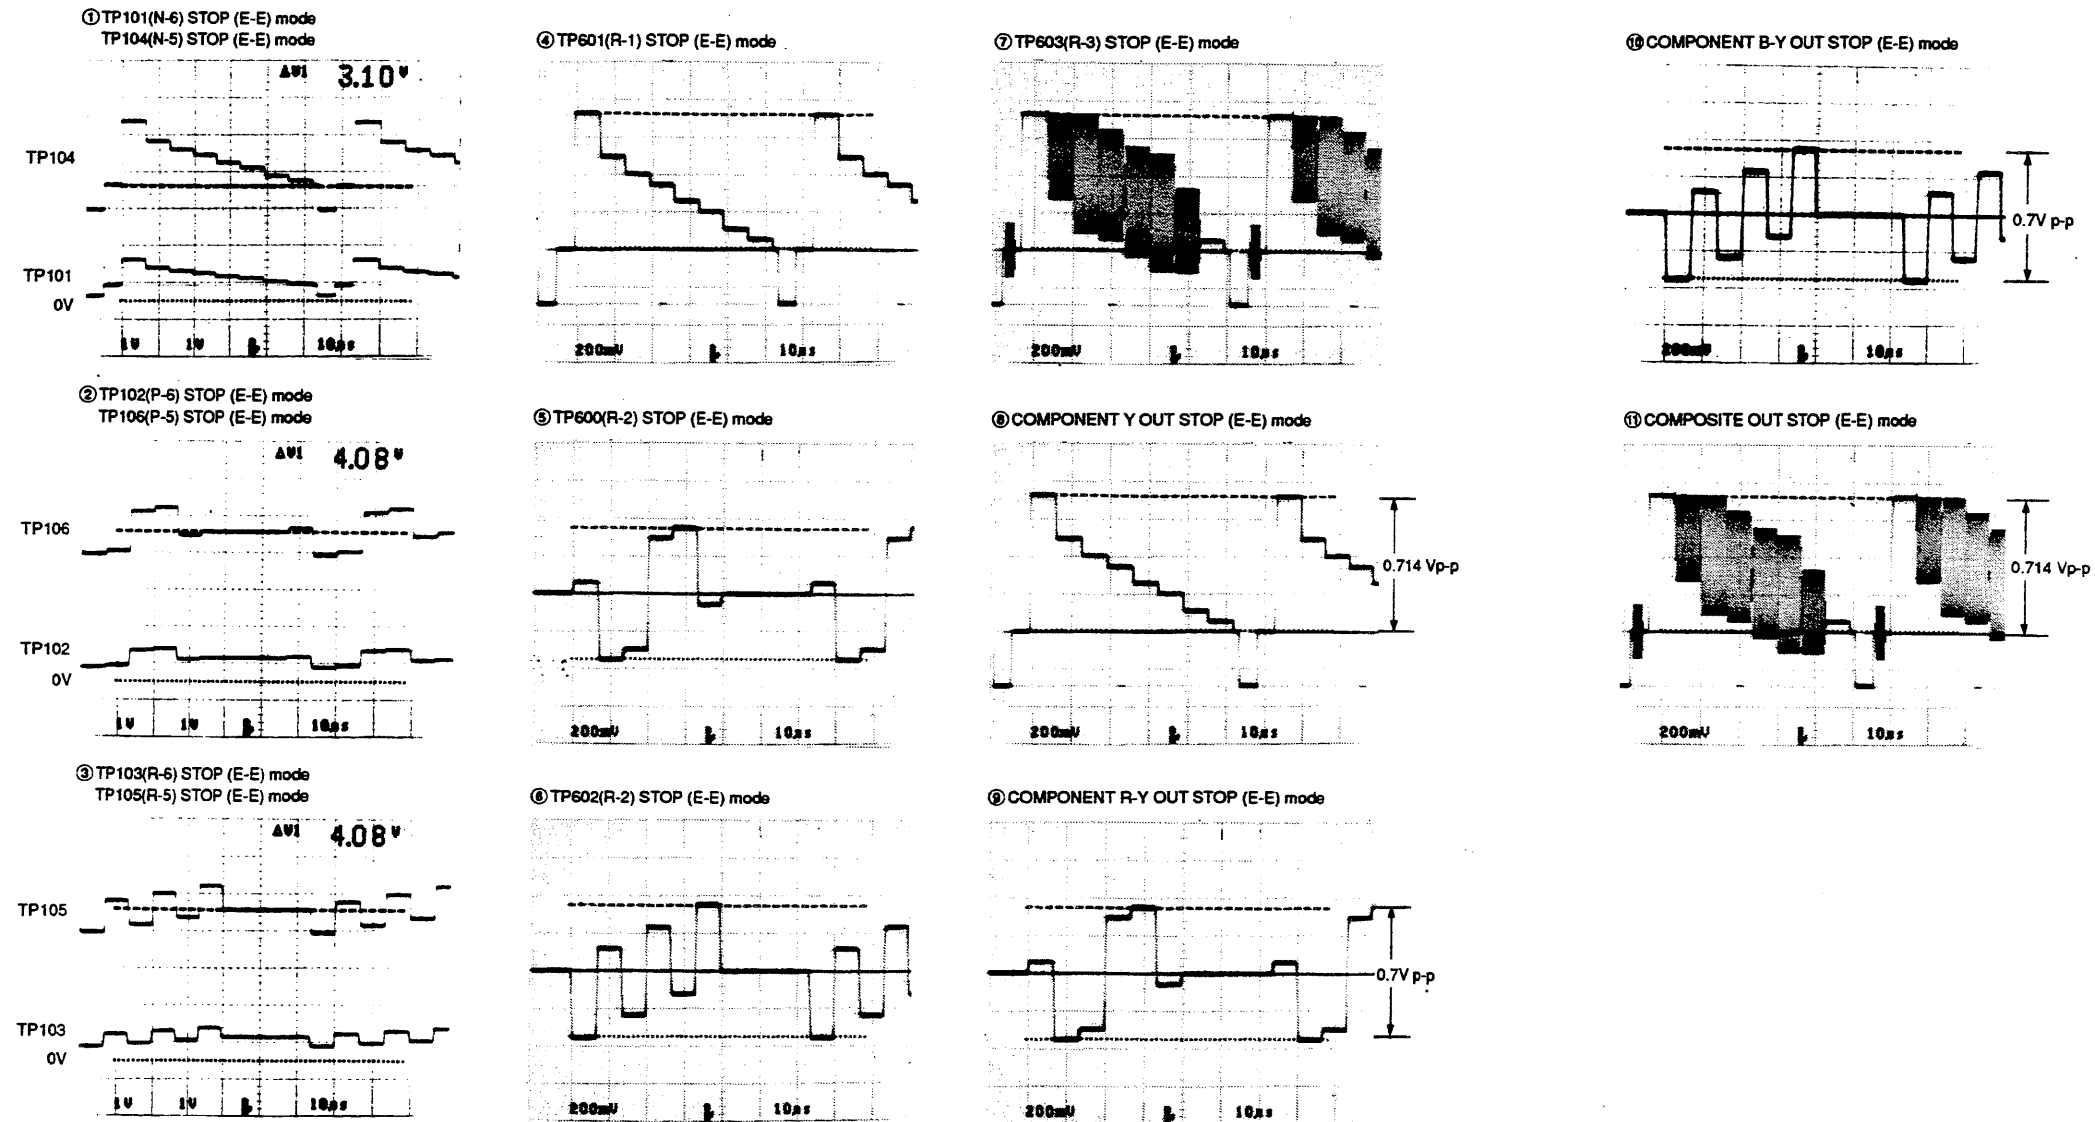 ①TP101(N-6) STOP (E-E) mode
TP104(N-5) STOP (E-E) mode
ΔV1 3.10V
TP104
TP101
0V
1V 1V 10µs
②TP102(P-6) STOP (E-E) mode
TP106(P-5) STOP (E-E) mode
ΔV1 4.08V
TP106
TP102
0V
1V 1V 10µs
③TP103(R-6) STOP (E-E) mode
TP105(R-5) STOP (E-E) mode
ΔV1 4.08V
TP105
TP103
0V
1V 1V 10µs
④TP601(R-1) STOP (E-E) mode
200mV 10µs
⑤TP600(R-2) STOP (E-E) mode
200mV 10µs
⑥TP602(R-2) STOP (E-E) mode
200mV 10µs
⑦TP603(R-3) STOP (E-E) mode
200mV 10µs
⑧COMPONENT Y OUT STOP (E-E) mode
0.714 Vp-p
200mV 10µs
⑨COMPONENT R-Y OUT STOP (E-E) mode
0.7V p-p
200mV 10µs
⑩COMPONENT B-Y OUT STOP (E-E) mode
0.7V p-p
200mV 10µs
⑪COMPOSITE OUT STOP (E-E) mode
0.714 Vp-p
200mV 10µs